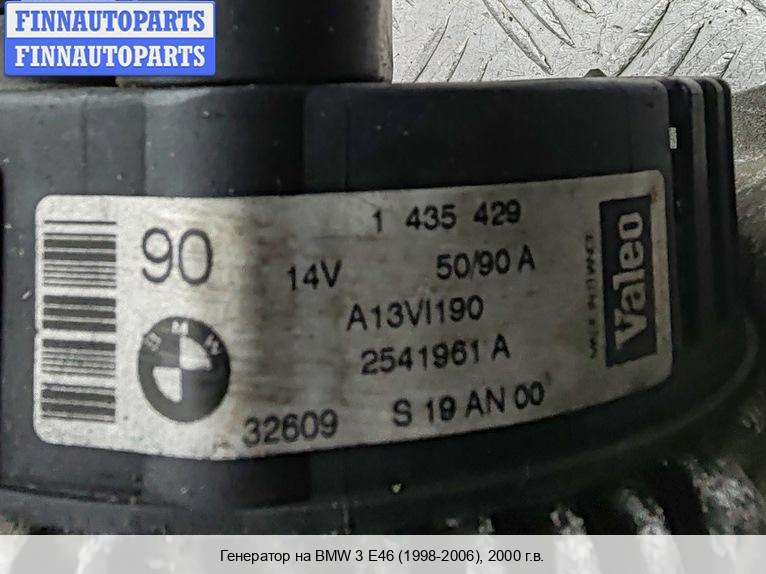 FINNAUTOPARTS
FINNAUTOPARTS
1 435 429
90
14V
50/90 A
A13VI190
2541961 A
BMW
32609
S 19 AN 00
Valeo
Генератор на BMW 3 E46 (1998-2006), 2000 г.в.